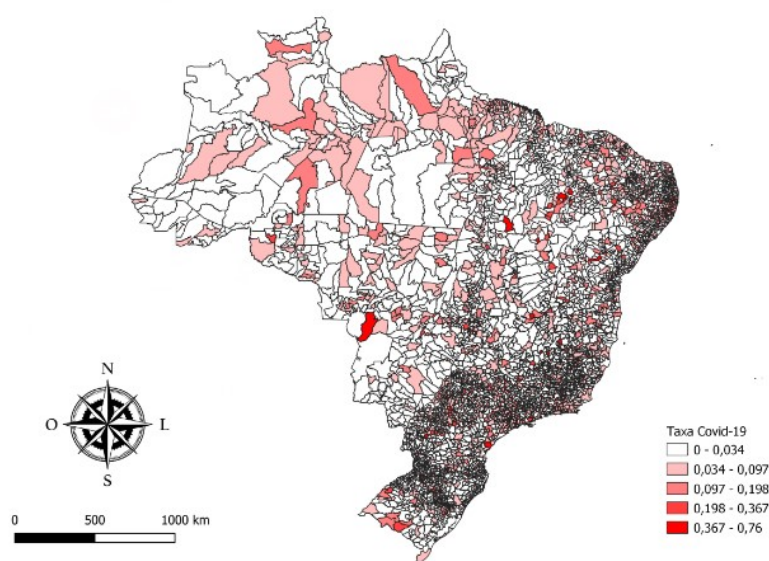 N
O L
S
0 500 1000 km
Taxa Covid-19
0 - 0,034
0,034 - 0,097
0,097 - 0,198
0,198 - 0,367
0,367 - 0,76